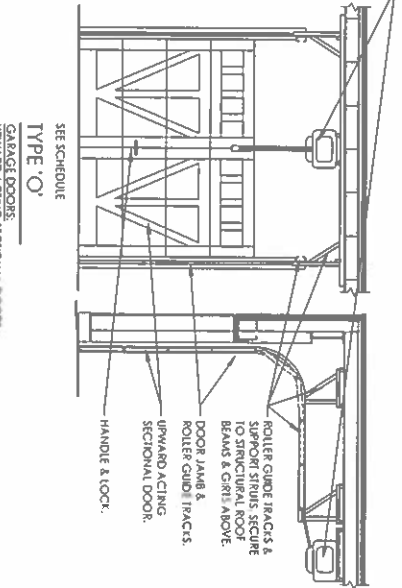 ROLLER GUIDE TRACKS &
SUPPORT STRUTS. SECURE
TO STRUCTURAL ROOF
BEAMS & GIRTS ABOVE.
DOOR JAMB &
ROLLER GUIDE TRACKS.
UPWARD ACTING
SECTIONAL DOOR.
HANDLE & LOCK.
SEE SCHEDULE
TYPE 'O'
GARAGE DOORS: